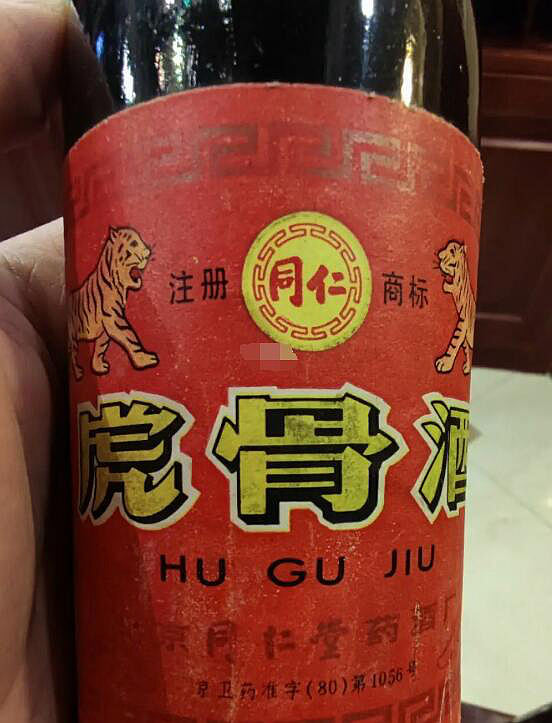 注册 同仁 商标
虎骨酒
HU GU JIU
京同仁堂药酒厂
京卫药准字(80)第1056号